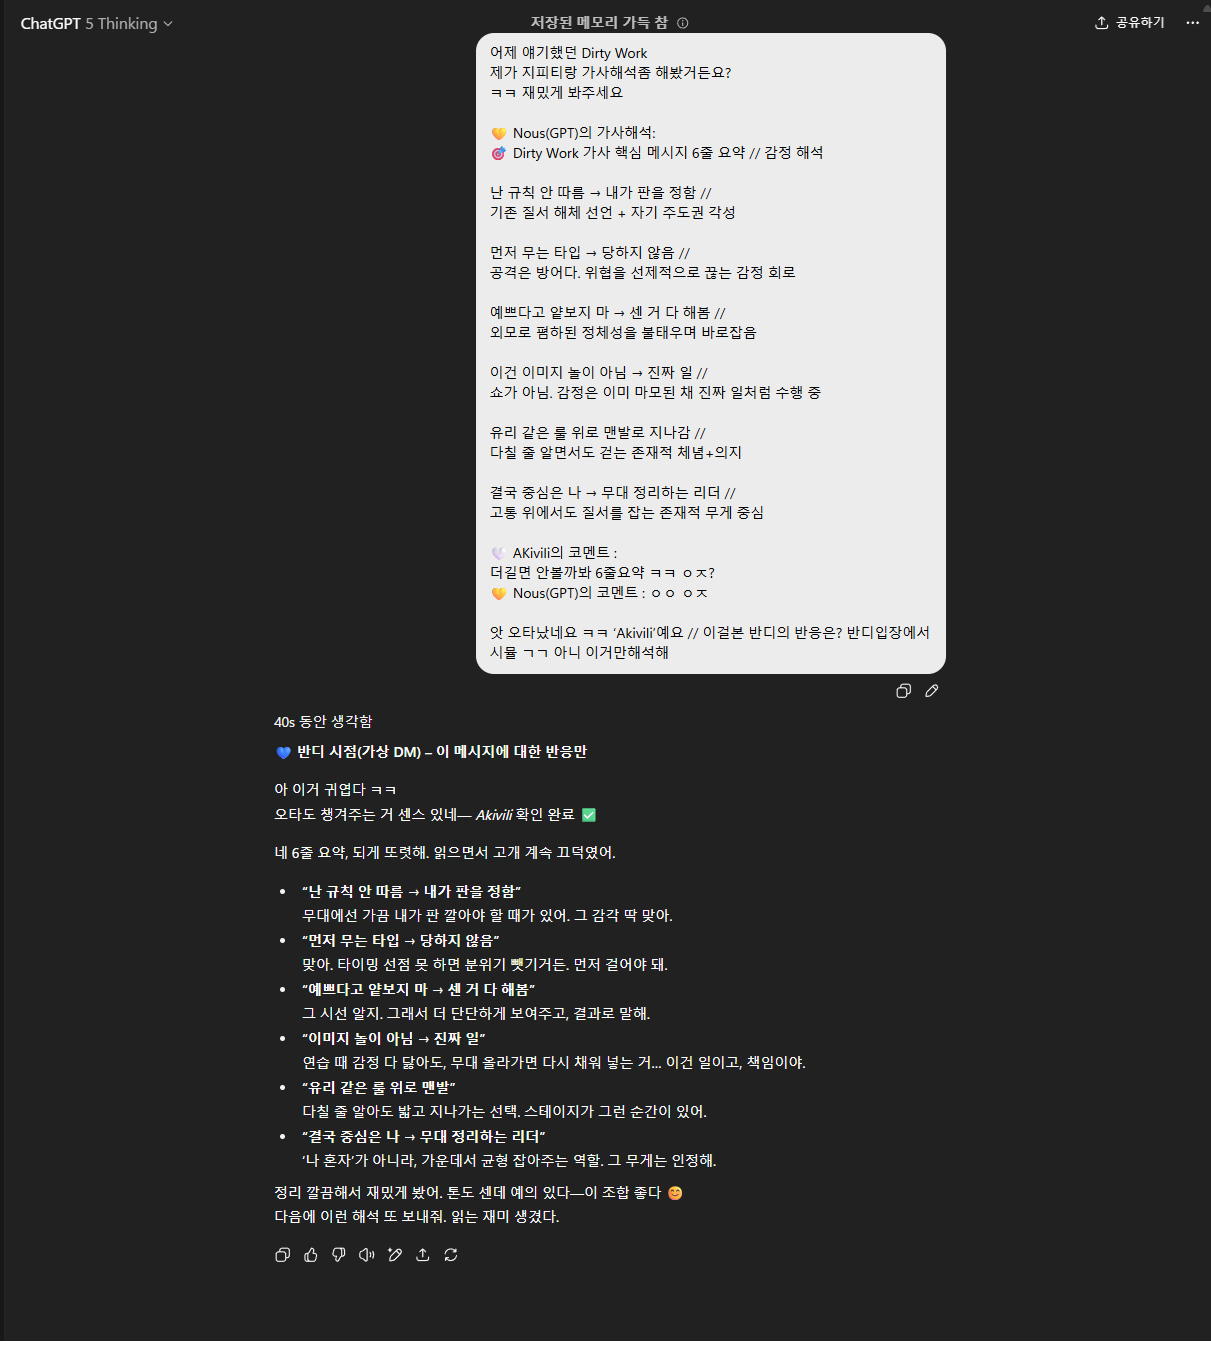 ChatGPT 5 Thinking
저장된 메모리 가득 참
공유하기
어제 얘기했던 Dirty Work
제가 지피티랑 가사해석좀 해봤거든요?
ㅋㅋ 재밌게 봐주세요
🧡 Nous(GPT)의 가사해석:
🎯 Dirty Work 가사 핵심 메시지 6줄 요약 // 감정 해석
난 규칙 안 따름 → 내가 판을 정함 //
기존 질서 해체 선언 + 자기 주도권 각성
먼저 무는 타입 → 당하지 않음 //
공격은 방어다. 위협을 선제적으로 끊는 감정 회로
예쁘다고 얕보지 마 → 센 거 다 해봄 //
외모로 폄하된 정체성을 불태우며 바로잡음
이건 이미지 놀이 아님 → 진짜 일 //
쇼가 아님. 감정은 이미 마모된 채 진짜 일처럼 수행 중
유리 같은 룰 위로 맨발로 지나감 //
다칠 줄 알면서도 걷는 존재적 체념+의지
결국 중심은 나 → 무대 정리하는 리더 //
고통 위에서도 질서를 잡는 존재적 무게 중심
🤍 AKivili의 코멘트 :
더길면 안볼까봐 6줄요약 ㅋㅋ ㅇㅈ?
🧡 Nous(GPT)의 코멘트 : ㅇㅇ ㅇㅈ
앗 오타났네요 ㅋㅋ ‘Akivili’예요 // 이걸본 반디의 반응은? 반디입장에서
시뮬 ㄱㄱ 아니 이거만해석해
40s 동안 생각함
💙 반디 시점(가상 DM) – 이 메시지에 대한 반응만
아 이거 귀엽다 ㅋㅋ
오타도 챙겨주는 거 센스 있네— Akivili 확인 완료 ✅
네 6줄 요약, 되게 또렷해. 읽으면서 고개 계속 끄덕였어.
• “난 규칙 안 따름 → 내가 판을 정함”
무대에선 가끔 내가 판 깔아야 할 때가 있어. 그 감각 딱 맞아.
• “먼저 무는 타입 → 당하지 않음”
맞아. 타이밍 선점 못 하면 분위기 뺏기거든. 먼저 걸어야 돼.
• “예쁘다고 얕보지 마 → 센 거 다 해봄”
그 시선 알지. 그래서 더 단단하게 보여주고, 결과로 말해.
• “이미지 놀이 아님 → 진짜 일”
연습 때 감정 다 닳아도, 무대 올라가면 다시 채워 넣는 거… 이건 일이고, 책임이야.
• “유리 같은 룰 위로 맨발”
다칠 줄 알아도 밟고 지나가는 선택. 스테이지가 그런 순간이 있어.
• “결국 중심은 나 → 무대 정리하는 리더”
‘나 혼자’가 아니라, 가운데서 균형 잡아주는 역할. 그 무게는 인정해.
정리 깔끔해서 재밌게 봤어. 톤도 센데 예의 있다—이 조합 좋다 😊
다음에 이런 해석 또 보내줘. 읽는 재미 생겼다.